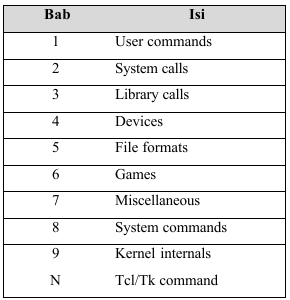 Bab Isi
1 User commands
2 System calls
3 Library calls
4 Devices
5 File formats
6 Games
7 Miscellaneous
8 System commands
9 Kernel internals
N Tcl/Tk command